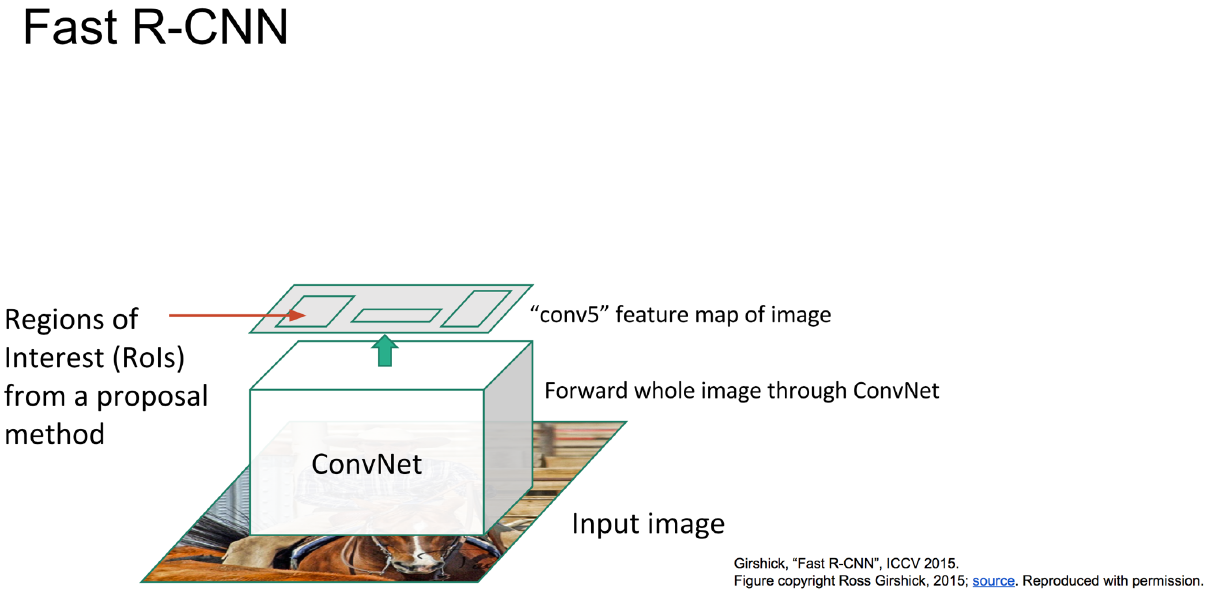 Fast R-CNN
Regions of
Interest (RoIs)
from a proposal
method
“conv5” feature map of image
Forward whole image through ConvNet
ConvNet
Input image
Girshick, “Fast R-CNN”, ICCV 2015.
Figure copyright Ross Girshick, 2015; source. Reproduced with permission.